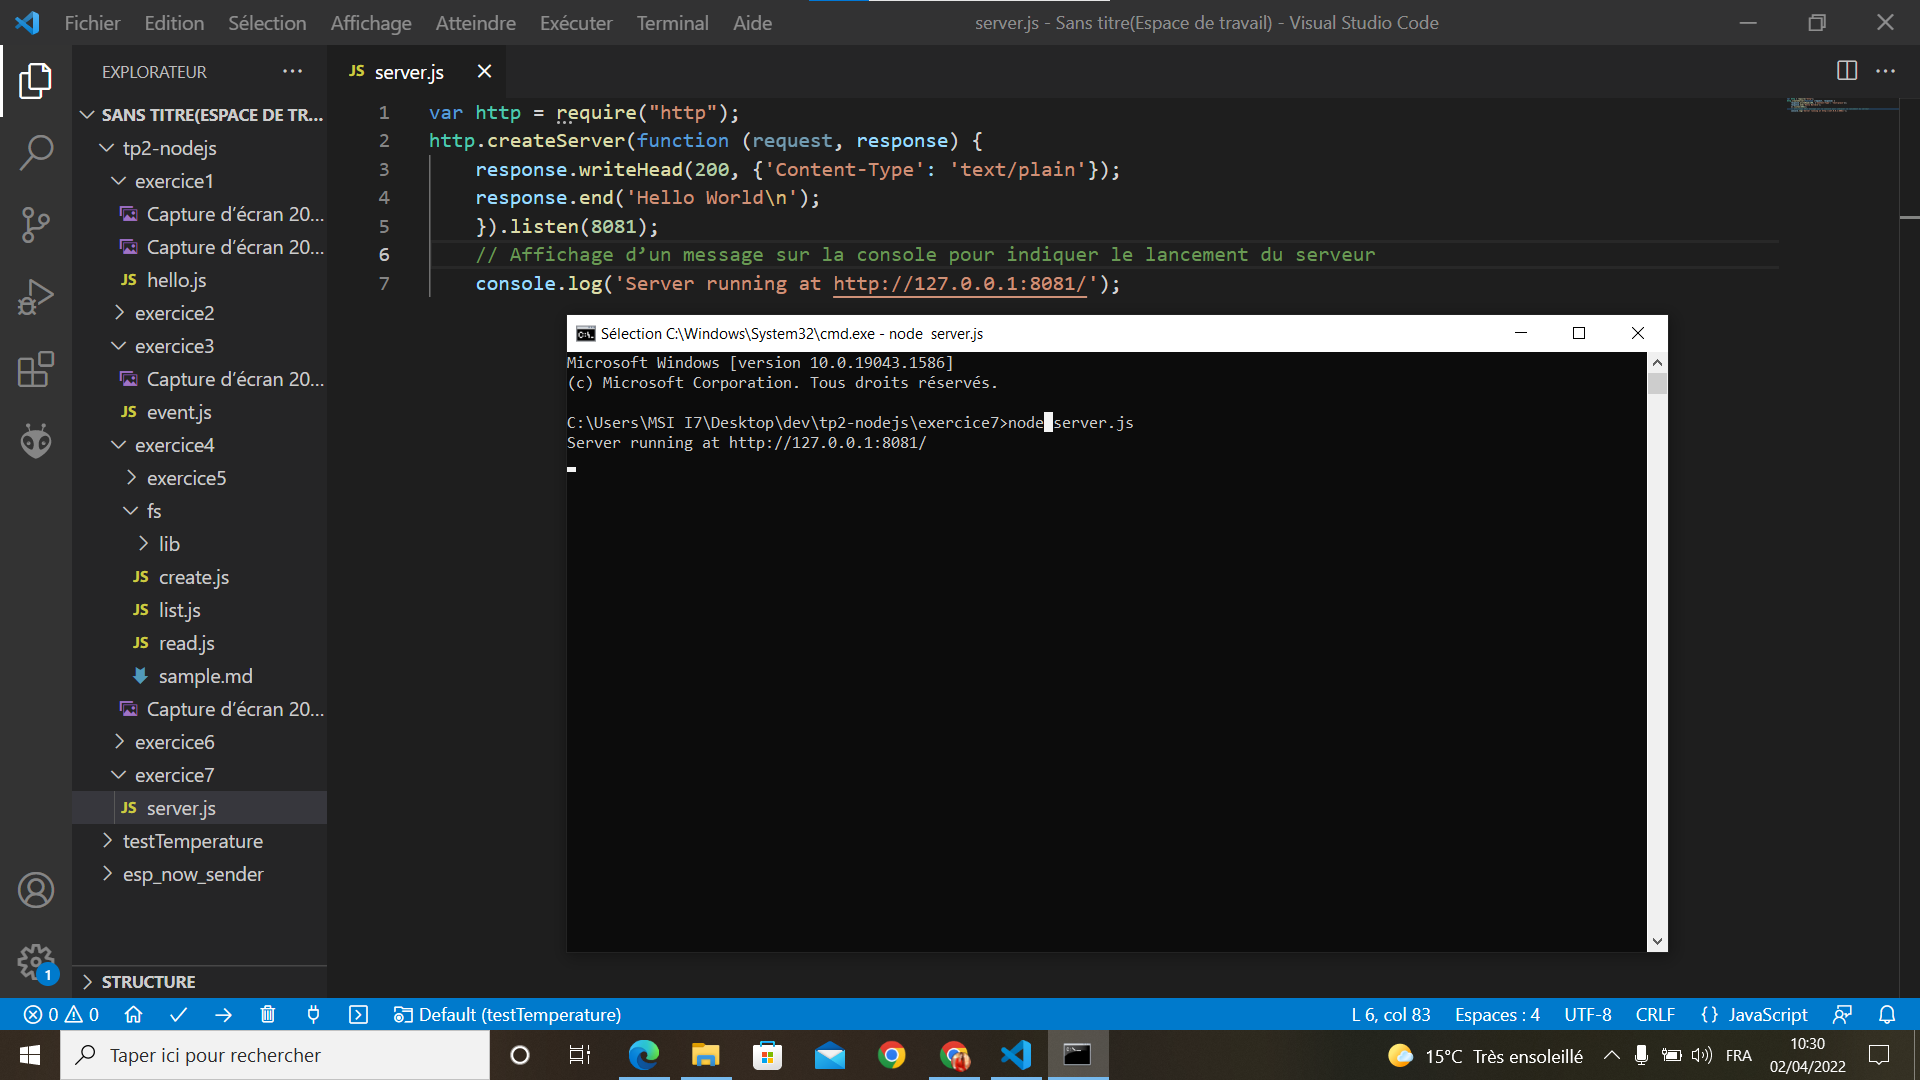 Fichier Edition Sélection Affichage Atteindre Exécuter Terminal Aide
server.js - Sans titre(Espace de travail) - Visual Studio Code
EXPLORATEUR
SANS TITRE(ESPACE DE TR...
tp2-nodejs
exercice1
Capture d’écran 20...
Capture d’écran 20...
JS hello.js
exercice2
exercice3
Capture d’écran 20...
JS event.js
exercice4
exercice5
fs
lib
JS create.js
JS list.js
JS read.js
sample.md
Capture d’écran 20...
exercice6
exercice7
JS server.js
testTemperature
esp_now_sender
STRUCTURE
1
JS server.js
1 var http = require("http");
2 http.createServer(function (request, response) {
3 response.writeHead(200, {'Content-Type': 'text/plain'});
4 response.end('Hello World\n');
5 }).listen(8081);
6 // Affichage d’un message sur la console pour indiquer le lancement du serveur
7 console.log('Server running at http://127.0.0.1:8081/');
Sélection C:\Windows\System32\cmd.exe - node  server.js
Microsoft Windows [version 10.0.19043.1586]
(c) Microsoft Corporation. Tous droits réservés.
C:\Users\MSI I7\Desktop\dev\tp2-nodejs\exercice7>node server.js
Server running at http://127.0.0.1:8081/
0 0 Default (testTemperature)
L 6, col 83 Espaces : 4 UTF-8 CRLF {} JavaScript
Taper ici pour rechercher
15°C Très ensoleillé
FRA
10:30
02/04/2022